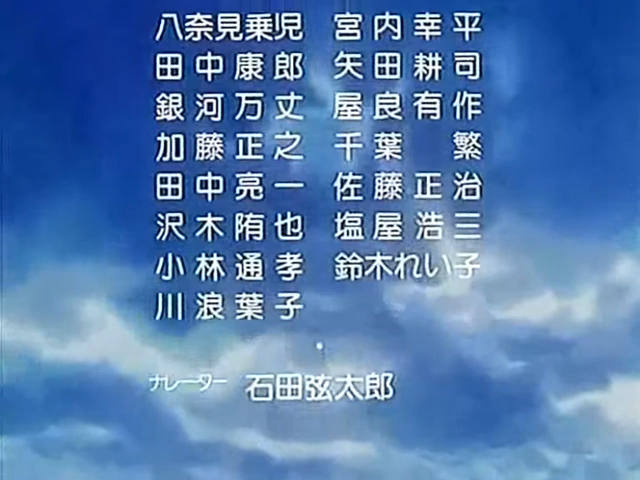 八奈見乗児 宮内幸平
田中康郎 矢田耕司
銀河万丈 屋良有作
加藤正之 千葉 繁
田中亮一 佐藤正治
沢木郁也 塩屋浩三
小林通孝 鈴木れい子
川浪葉子
ナレーター 石田弦太郎